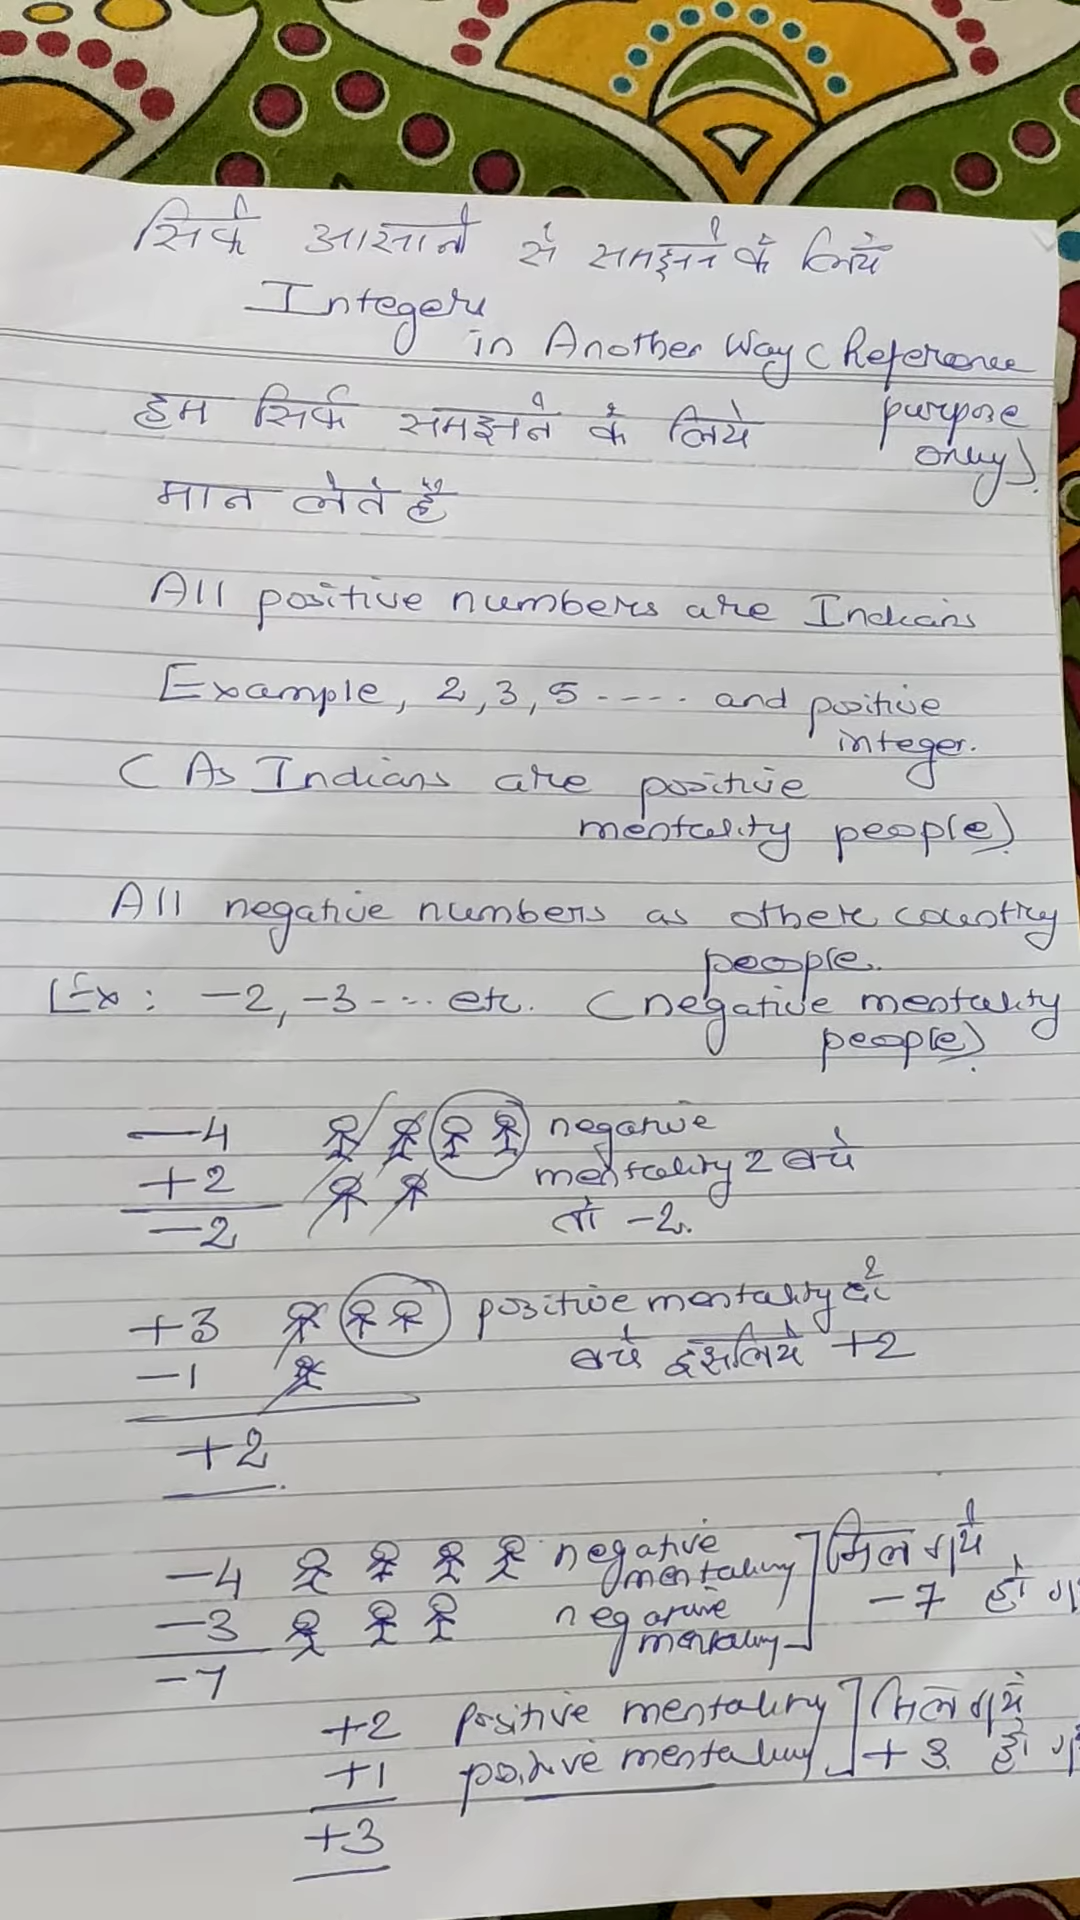 सिर्फ आसानी से समझने के लिये
Integers
in Another Way (Reference
purpose
only).
हम सिर्फ समझने के लिये
मान लेते है
All positive numbers are Indians
Example, 2, 3, 5 ---- and positive
integer.
(As Indians are positive
mentality people).
All negative numbers as other country
people.
Ex: -2, -3 --- etc. (negative mentality
people).
-4 negative
+2 mentality 2 बचे
-2 तो -2.
+3 positive mentality दो 2
-1 बचे इसलिये +2
+2
-4 negative mentality मिल गये
-3 negative mentality -7 हो
-7
+2 positive mentality मिल गये
+1 positive mentality +3 हो
+3